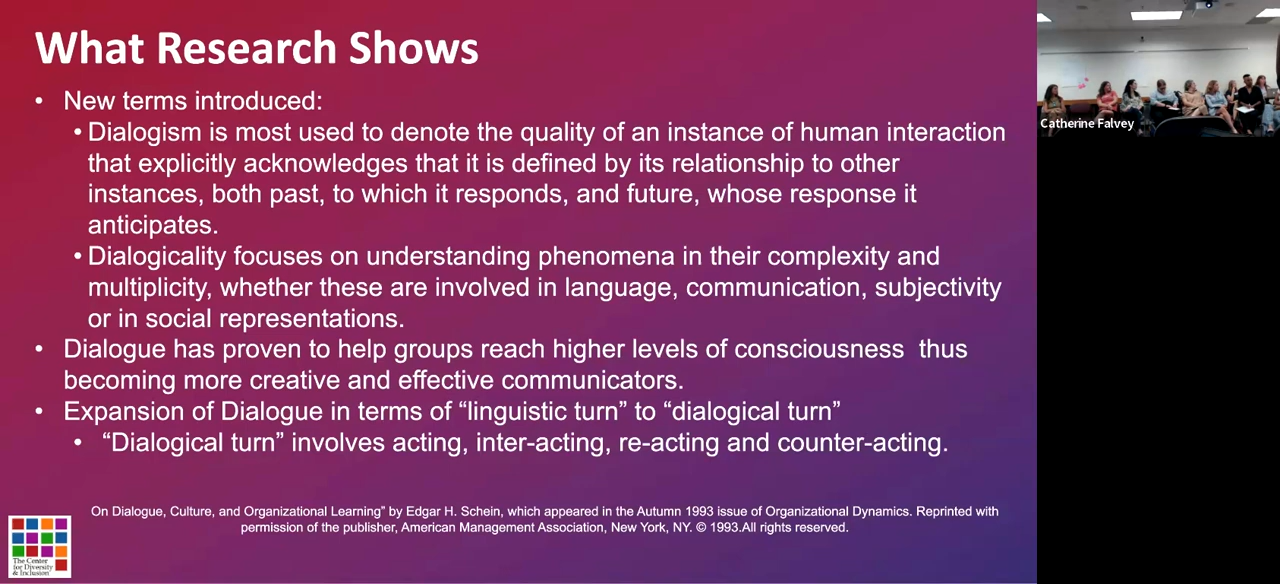 What Research Shows
• New terms introduced:
• Dialogism is most used to denote the quality of an instance of human interaction
that explicitly acknowledges that it is defined by its relationship to other
instances, both past, to which it responds, and future, whose response it
anticipates.
• Dialogicality focuses on understanding phenomena in their complexity and
multiplicity, whether these are involved in language, communication, subjectivity
or in social representations.
• Dialogue has proven to help groups reach higher levels of consciousness  thus
becoming more creative and effective communicators.
• Expansion of Dialogue in terms of “linguistic turn” to “dialogical turn”
• “Dialogical turn” involves acting, inter-acting, re-acting and counter-acting.
On Dialogue, Culture, and Organizational Learning” by Edgar H. Schein, which appeared in the Autumn 1993 issue of Organizational Dynamics. Reprinted with
permission of the publisher, American Management Association, New York, NY. © 1993.All rights reserved.
The Center
for Diversity
& Inclusion
Catherine Falvey